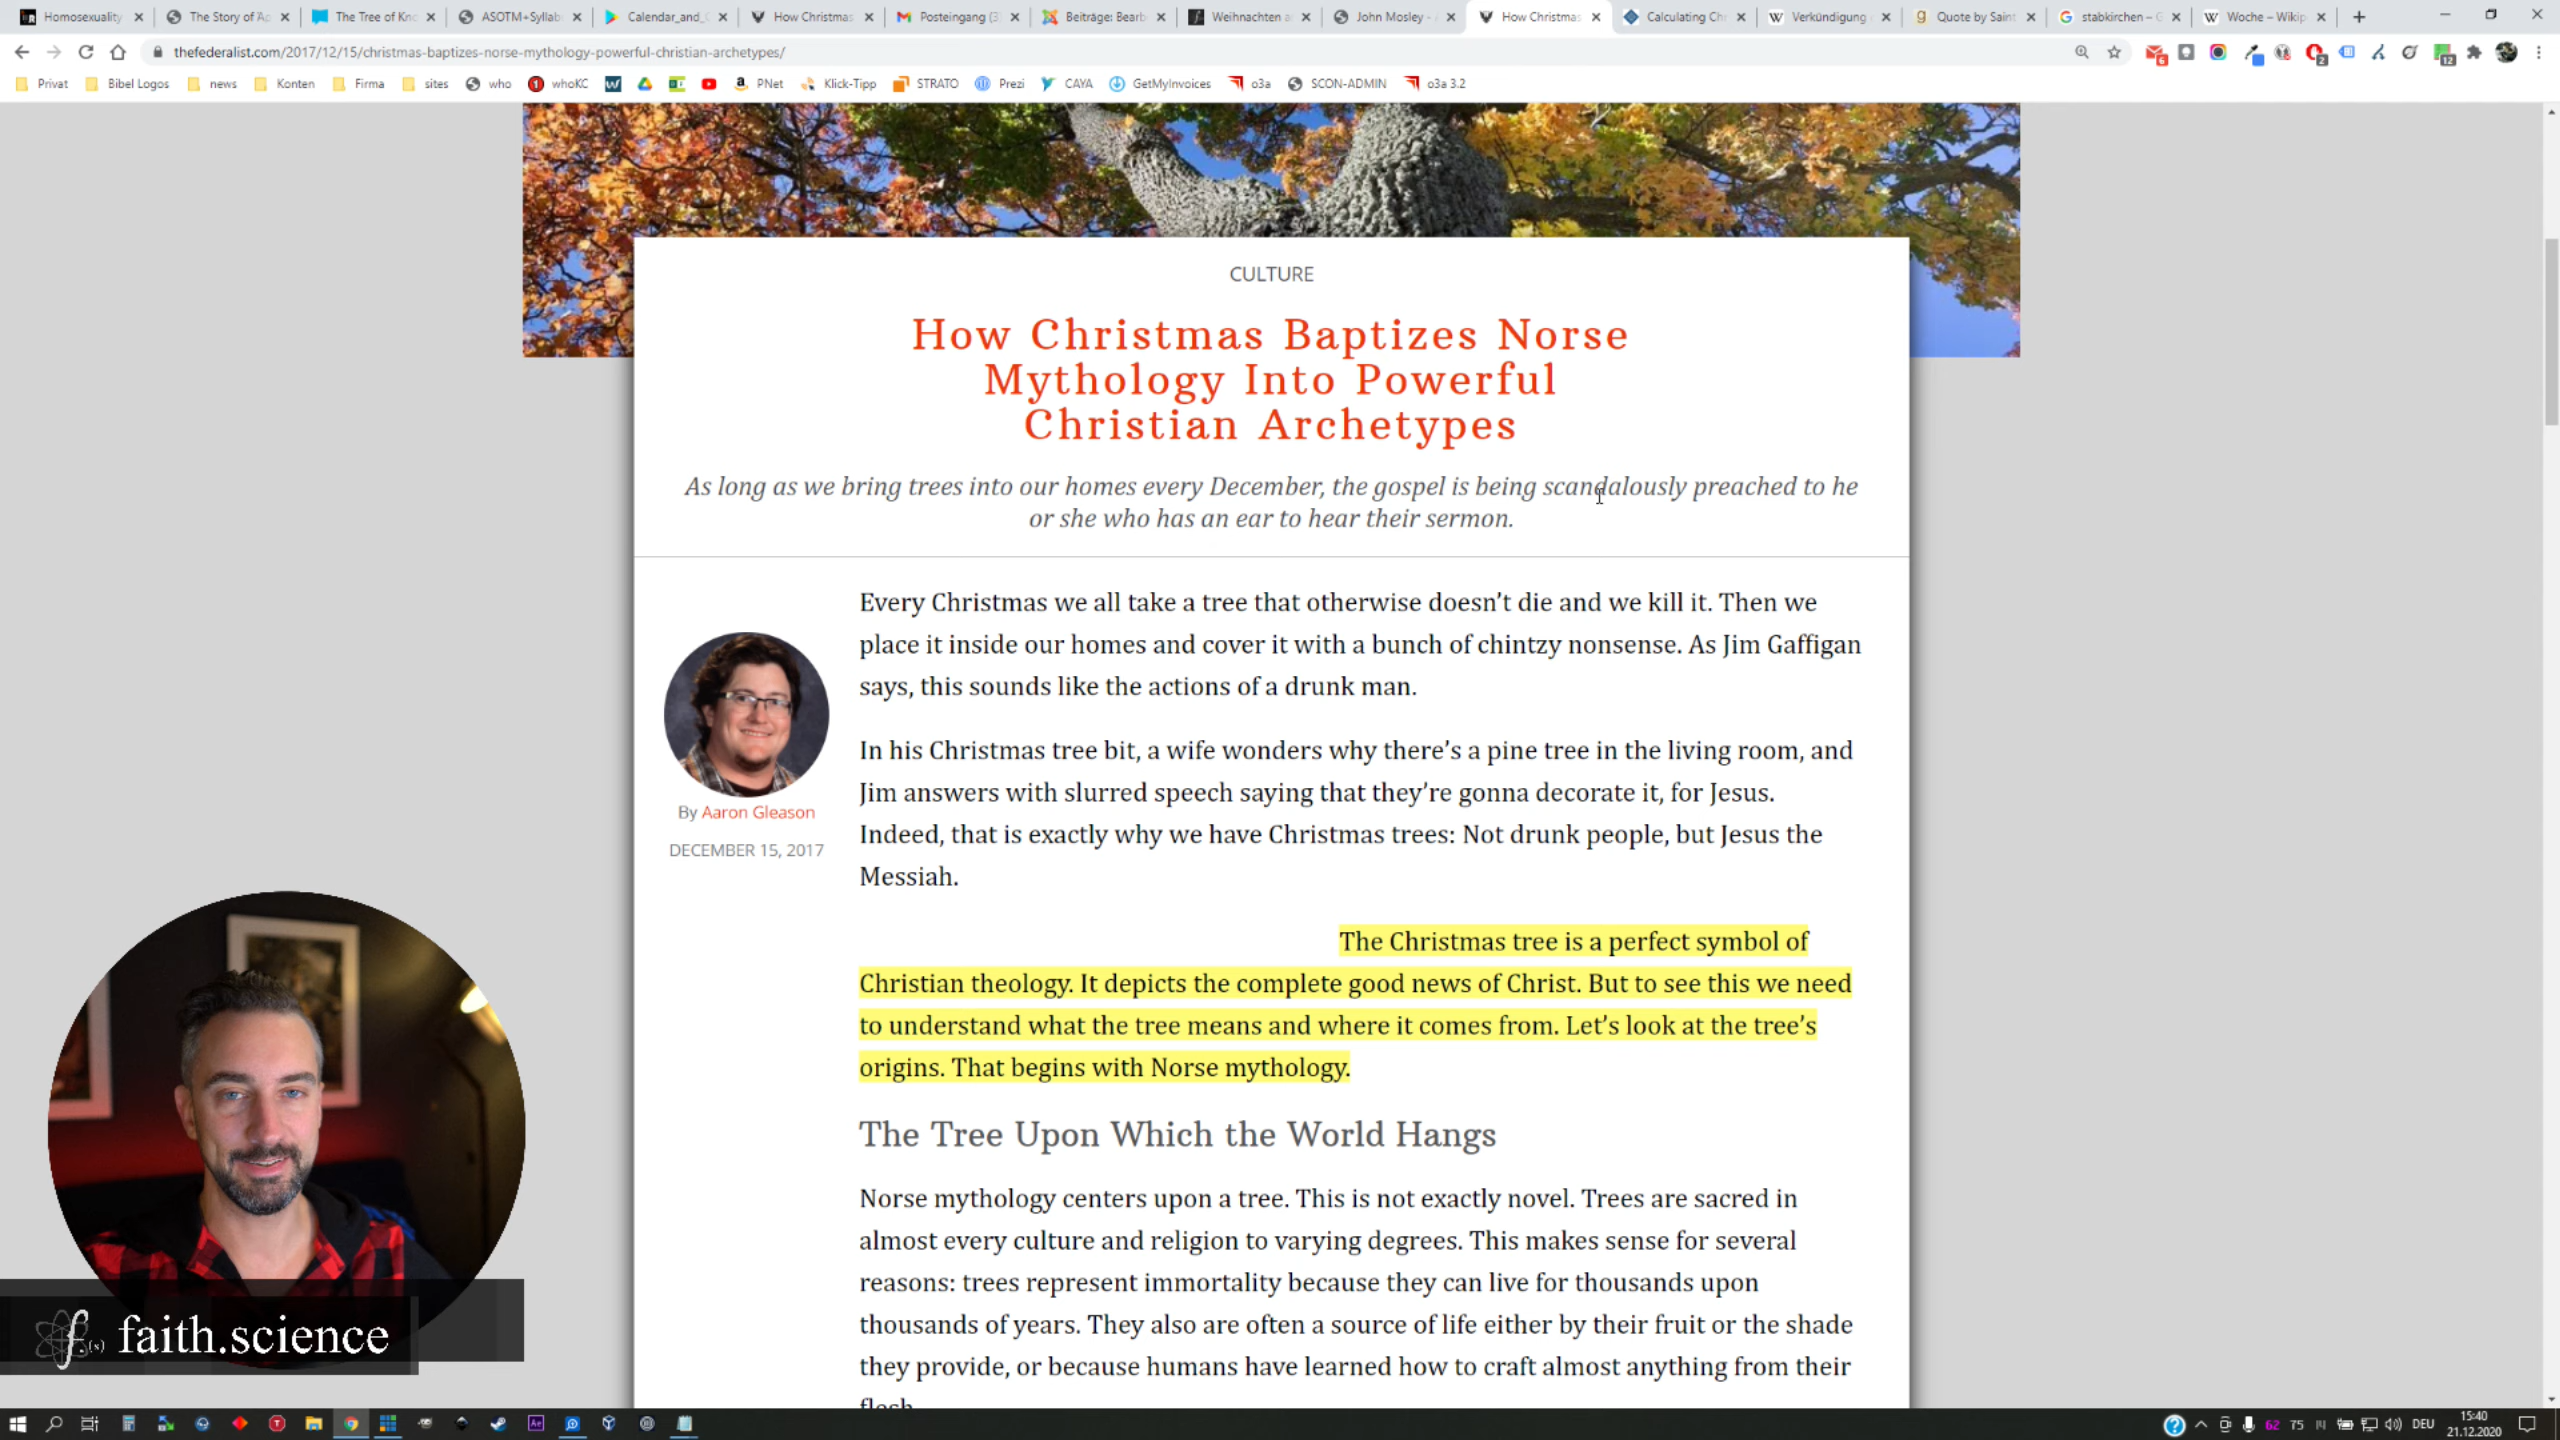 Homosexuality
The Story of 'Ac
The Tree of Kno
ASOTM+Syllab
Calendar_and_C
How Christmas
Posteingang (3
Beiträge: Bearb
Weihnachten a
John Mosley - A
How Christmas
Calculating Chr
Verkündigung
Quote by Saint
stabkirchen – G
Woche – Wikip
thefederalist.com/2017/12/15/christmas-baptizes-norse-mythology-powerful-christian-archetypes/
Privat
Bibel Logos
news
Konten
Firma
sites
who
whoKC
PNet
Klick-Tipp
STRATO
Prezi
CAYA
GetMyInvoices
o3a
SCON-ADMIN
o3a 3.2
CULTURE
How Christmas Baptizes Norse
Mythology Into Powerful
Christian Archetypes
As long as we bring trees into our homes every December, the gospel is being scandalously preached to he
or she who has an ear to hear their sermon.
Every Christmas we all take a tree that otherwise doesn't die and we kill it. Then we
place it inside our homes and cover it with a bunch of chintzy nonsense. As Jim Gaffigan
says, this sounds like the actions of a drunk man.
By Aaron Gleason
DECEMBER 15, 2017
In his Christmas tree bit, a wife wonders why there's a pine tree in the living room, and
Jim answers with slurred speech saying that they're gonna decorate it, for Jesus.
Indeed, that is exactly why we have Christmas trees: Not drunk people, but Jesus the
Messiah.
The Christmas tree is a perfect symbol of
Christian theology. It depicts the complete good news of Christ. But to see this we need
to understand what the tree means and where it comes from. Let's look at the tree's
origins. That begins with Norse mythology.
The Tree Upon Which the World Hangs
Norse mythology centers upon a tree. This is not exactly novel. Trees are sacred in
almost every culture and religion to varying degrees. This makes sense for several
reasons: trees represent immortality because they can live for thousands upon
thousands of years. They also are often a source of life either by their fruit or the shade
they provide, or because humans have learned how to craft almost anything from their
flesh.
faith.science
62 75
DEU
15:40
21.12.2020